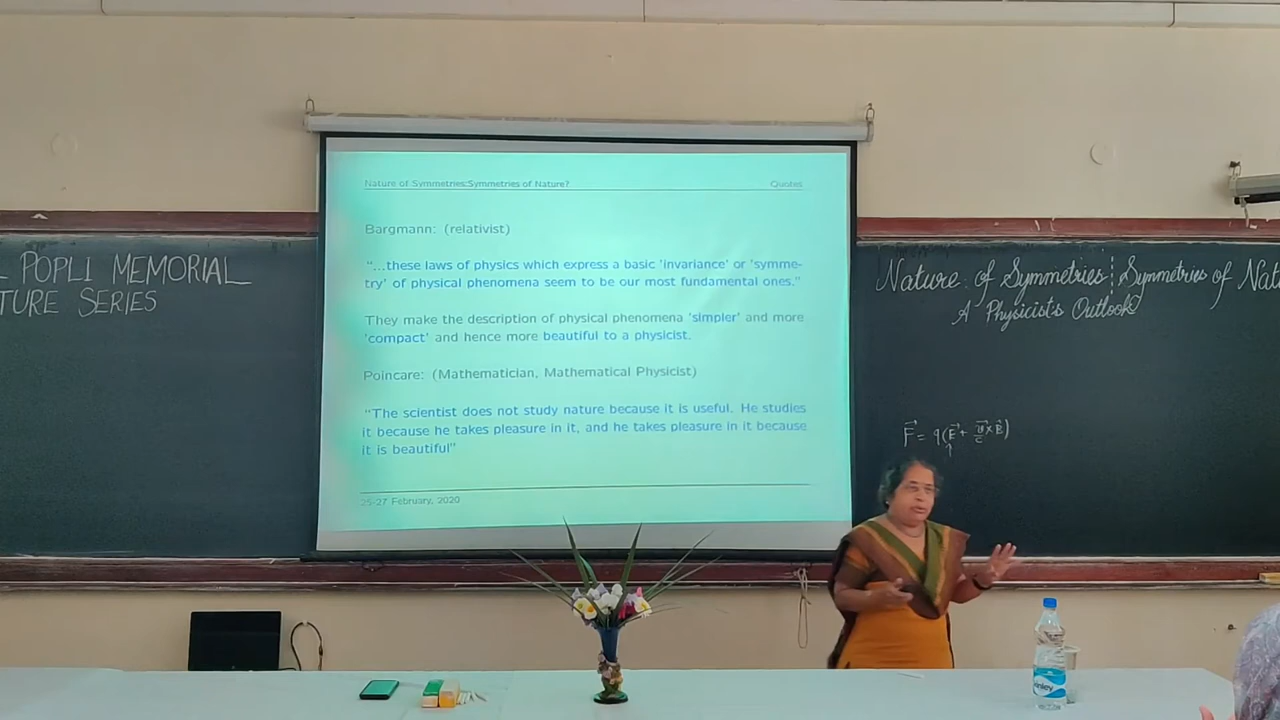 L POPLI MEMORIAL
TURE SERIES
Nature of Symmetries:Symmetries of Nature?
Quotes
Bargmann: (relativist)
“...these laws of physics which express a basic 'invariance' or 'symme-
try' of physical phenomena seem to be our most fundamental ones.”
They make the description of physical phenomena 'simpler' and more
'compact' and hence more beautiful to a physicist.
Poincare: (Mathematician, Mathematical Physicist)
“The scientist does not study nature because it is useful. He studies
it because he takes pleasure in it, and he takes pleasure in it because
it is beautiful”
25-27 February, 2020
Nature of Symmetries: Symmetries of Nat
A Physicist's Outlook
F⃗ = q(E⃗ + v⃗/c × B⃗)
Kinley